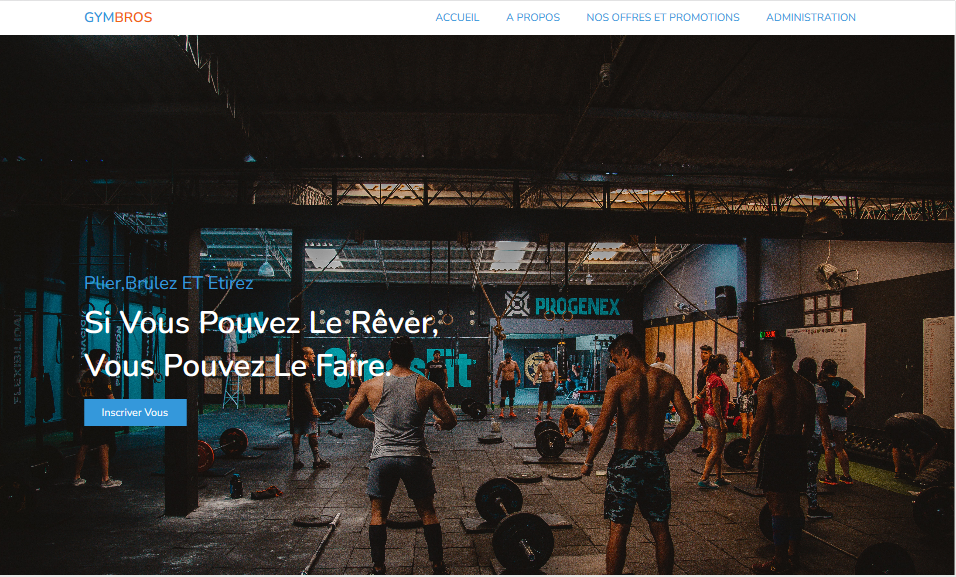 GYMBROS
ACCUEIL A PROPOS NOS OFFRES ET PROMOTIONS ADMINISTRATION
Plier,Brulez ET Etirez
PROGENEX
Si Vous Pouvez Le Rêver,
Vous Pouvez Le Faire.
CrossFit
Inscriver Vous